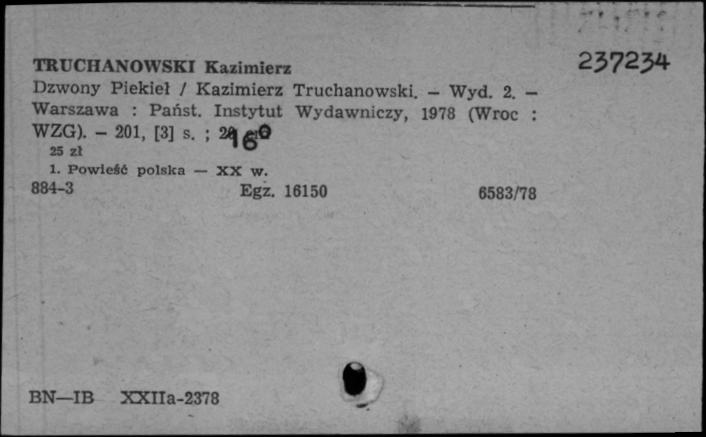 237234
TRUCHANOWSKI Kazimierz
Dzwony Piekieł / Kazimierz Truchanowski. — Wyd. 2. —
Warszawa : Państ. Instytut Wydawniczy, 1978 (Wroc :
WZG). — 201, [3] s. ; 16°
25 zł
1. Powieść polska — XX w.
884-3 Egz. 16150 6583/78
BN—IB XXIIa-2378